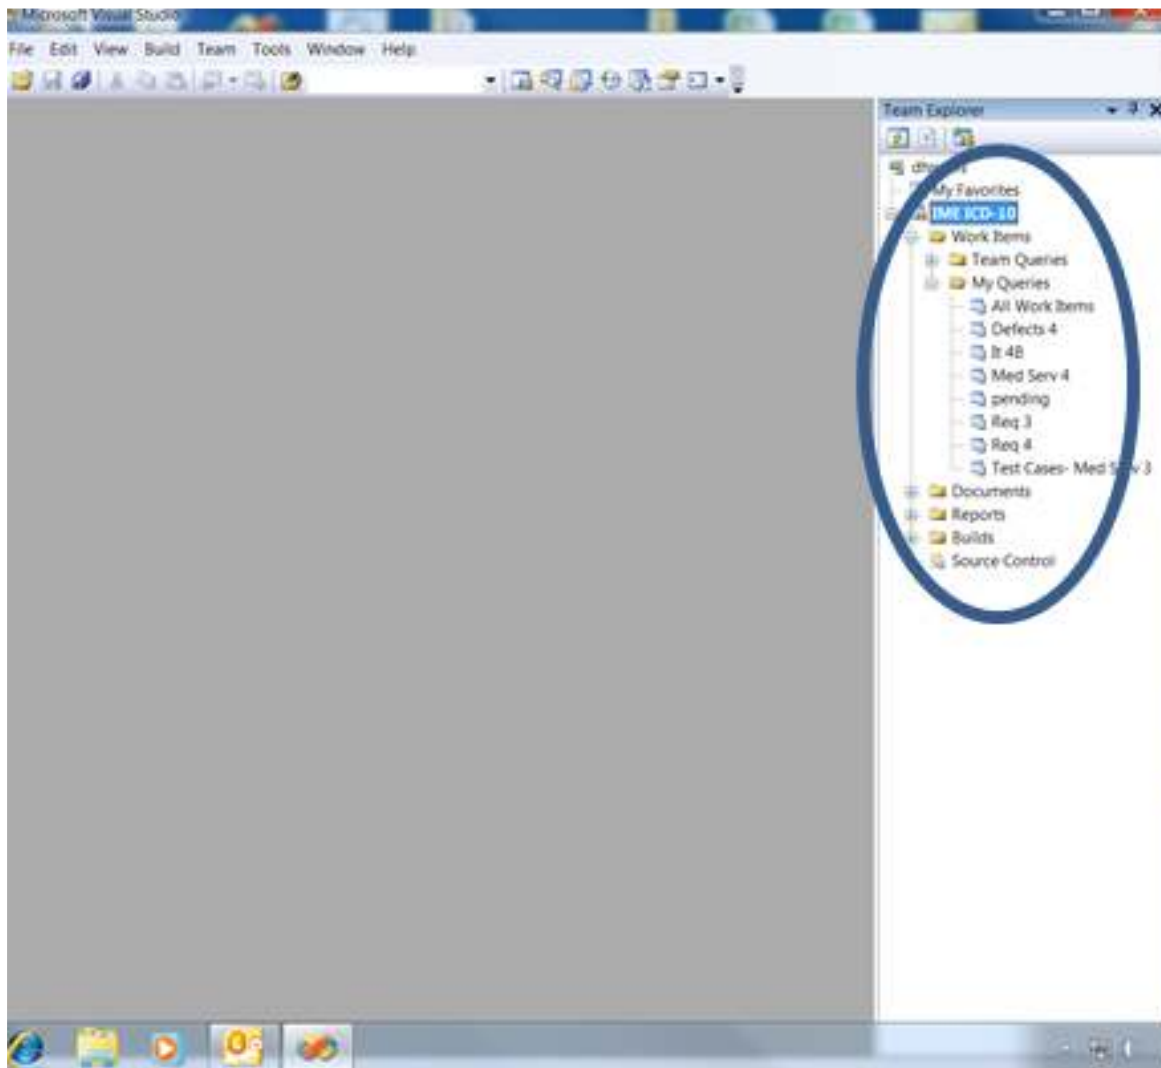 Microsoft Visual Studio
File Edit View Build Team Tools Window Help
Team Explorer
My Favorites
IME ICD-10
Work Items
Team Queries
My Queries
All Work Items
Defects 4
It 4B
Med Serv 4
pending
Req 3
Req 4
Test Cases- Med Serv 3
Documents
Reports
Builds
Source Control